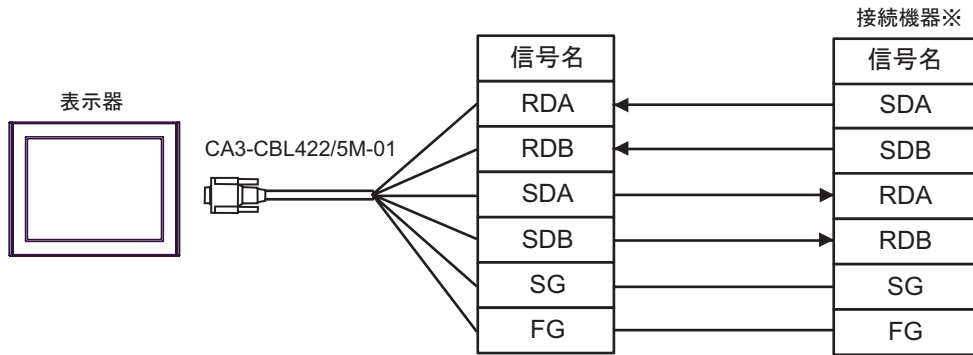 接続機器※
表示器
CA3-CBL422/5M-01
信号名
RDA
RDB
SDA
SDB
SG
FG
信号名
SDA
SDB
RDA
RDB
SG
FG